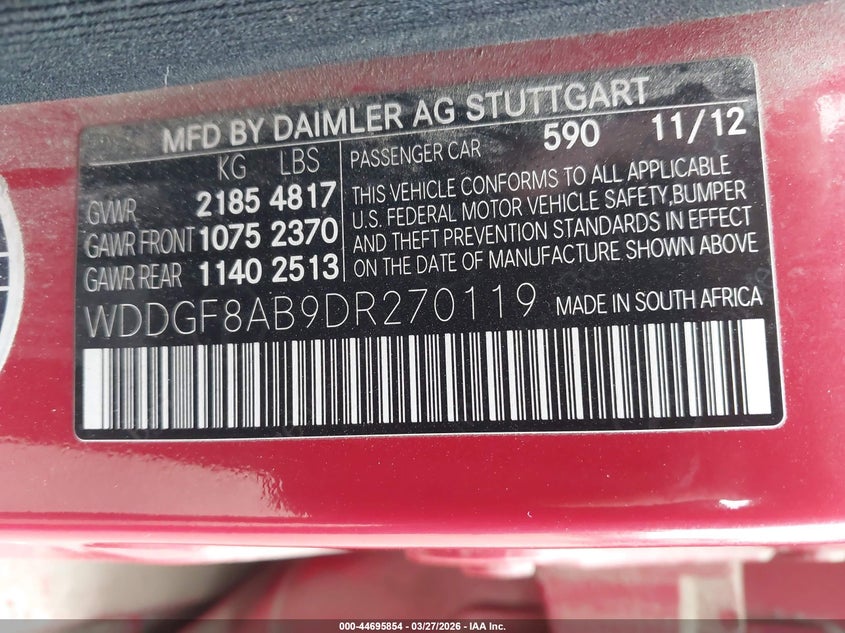 MFD BY DAIMLER AG STUTTGART
KG LBS
GVWR 2185 4817
GAWR FRONT 1075 2370
GAWR REAR 1140 2513
PASSENGER CAR 590 11/12
THIS VEHICLE CONFORMS TO ALL APPLICABLE
U.S. FEDERAL MOTOR VEHICLE SAFETY,BUMPER
AND THEFT PREVENTION STANDARDS IN EFFECT
ON THE DATE OF MANUFACTURE SHOWN ABOVE
WDDGF8AB9DR270119
MADE IN SOUTH AFRICA
000-44695854 | 03/27/2026 - IAA Inc.